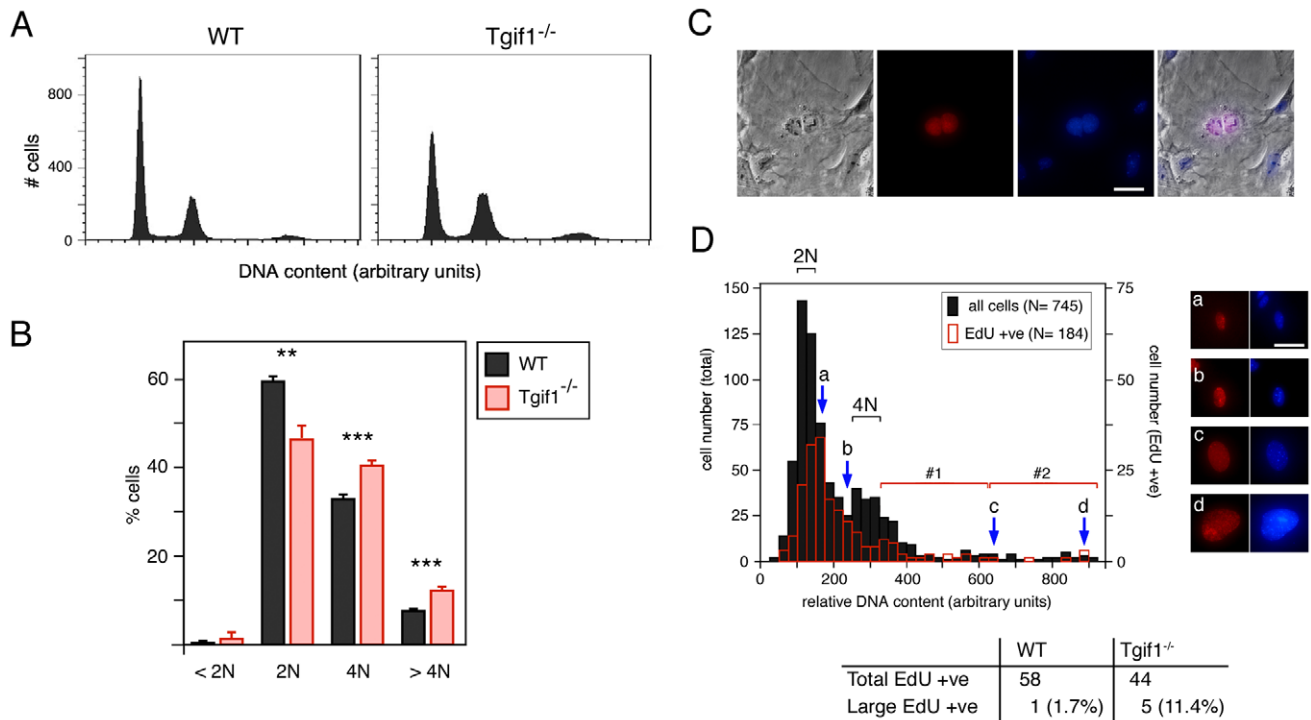 A
WT
Tgif1-/-
800
400
0
# cells
DNA content (arbitrary units)
B
60
40
20
% cells
**
***
***
WT
Tgif1-/-
< 2N
2N
4N
> 4N
C
D
2N
150
125
100
75
50
25
0
cell number (total)
all cells (N= 745)
EdU +ve (N= 184)
a
4N
b
#1
#2
c
d
75
50
25
0
cell number (EdU +ve)
0
200
400
600
800
relative DNA content (arbitrary units)
a
b
c
d
WT
Tgif1-/-
Total EdU +ve
58
44
Large EdU +ve
1 (1.7%)
5 (11.4%)